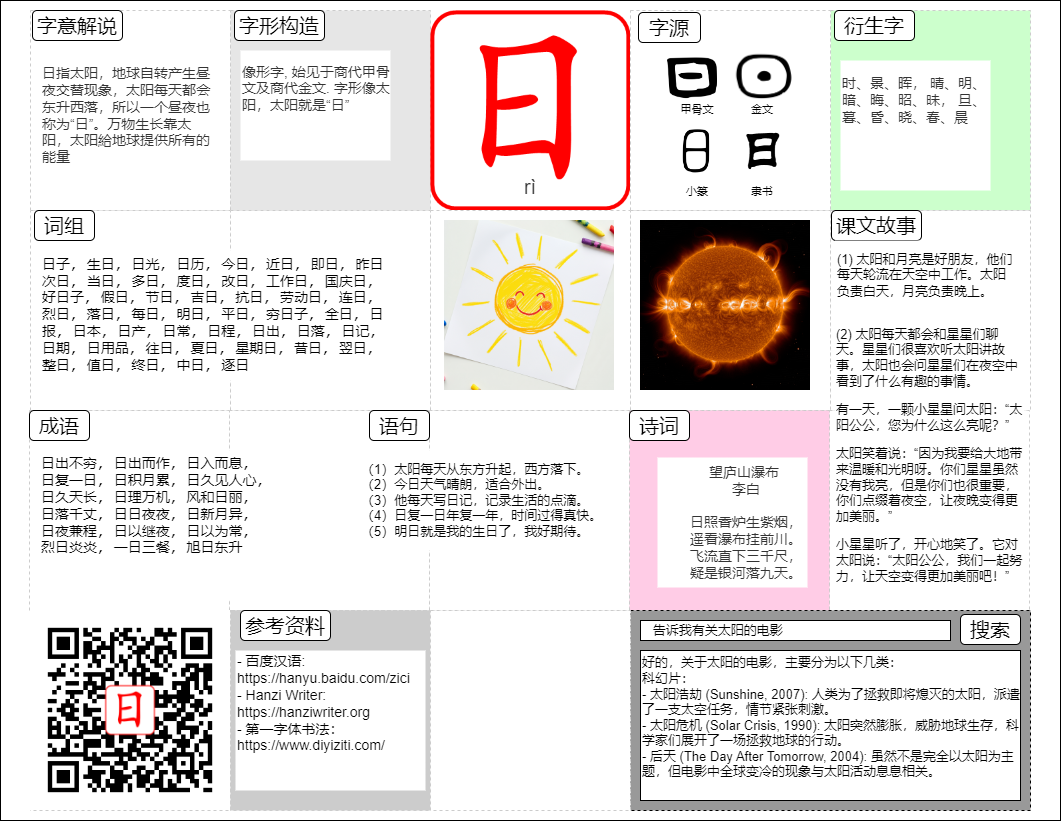 字意解说
日指太阳，地球自转产生昼
夜交替现象，太阳每天都会
东升西落，所以一个昼夜也
称为“日”。万物生长靠太
阳，太阳給地球提供所有的
能量
字形构造
像形字, 始见于商代甲骨
文及商代金文. 字形像太
阳，太阳就是“日”
日
rì
字源
甲骨文
金文
小篆
隶书
衍生字
时、景、晖， 晴、明、
暗、晦、昭、昧， 旦、
暮、昏、晓、春、晨
词组
日子， 生日， 日光， 日历， 今日， 近日， 即日， 昨日
次日， 当日， 多日， 度日， 改日， 工作日， 国庆日，
好日子， 假日， 节日， 吉日， 抗日， 劳动日， 连日，
烈日， 落日， 每日， 明日， 平日， 穷日子， 全日， 日
报， 日本， 日产， 日常， 日程， 日出， 日落， 日记，
日期， 日用品， 往日， 夏日， 星期日， 昔日， 翌日，
整日， 值日， 终日， 中日， 逐日
课文故事
(1) 太阳和月亮是好朋友，他们
每天轮流在天空中工作。太阳
负责白天，月亮负责晚上。
(2) 太阳每天都会和星星们聊
天。星星们很喜欢听太阳讲故
事，太阳也会问星星们在夜空中
看到了什么有趣的事情。
有一天，一颗小星星问太阳：“太
阳公公，您为什么这么亮呢？”
太阳笑着说：“因为我要给大地带
来温暖和光明呀。你们星星虽然
没有我亮，但是你们也很重要，
你们点缀着夜空，让夜晚变得更
加美丽。”
小星星听了，开心地笑了。它对
太阳说：“太阳公公，我们一起努
力，让天空变得更加美丽吧！”
成语
日出不穷， 日出而作， 日入而息，
日复一日， 日积月累， 日久见人心，
日久天长， 日理万机， 风和日丽，
日落千丈， 日日夜夜， 日新月异，
日夜兼程， 日以继夜， 日以为常，
烈日炎炎， 一日三餐， 旭日东升
语句
(1）太阳每天从东方升起，西方落下。
(2）今日天气晴朗，适合外出。
(3）他每天写日记，记录生活的点滴。
(4）日复一日年复一年，时间过得真快。
(5）明日就是我的生日了，我好期待。
诗词
望庐山瀑布
李白
日照香炉生紫烟，
遥看瀑布挂前川。
飞流直下三千尺，
疑是银河落九天。
日
参考资料
- 百度汉语:
https://hanyu.baidu.com/zici
- Hanzi Writer:
https://hanziwriter.org
- 第一字体书法：
https://www.diyiziti.com/
告诉我有关太阳的电影
搜索
好的，关于太阳的电影，主要分为以下几类：
科幻片：
- 太阳浩劫 (Sunshine, 2007): 人类为了拯救即将熄灭的太阳，派遣
了一支太空任务，情节紧张刺激。
- 太阳危机 (Solar Crisis, 1990): 太阳突然膨胀，威胁地球生存，科
学家们展开了一场拯救地球的行动。
- 后天 (The Day After Tomorrow, 2004): 虽然不是完全以太阳为主
题，但电影中全球变冷的现象与太阳活动息息相关。